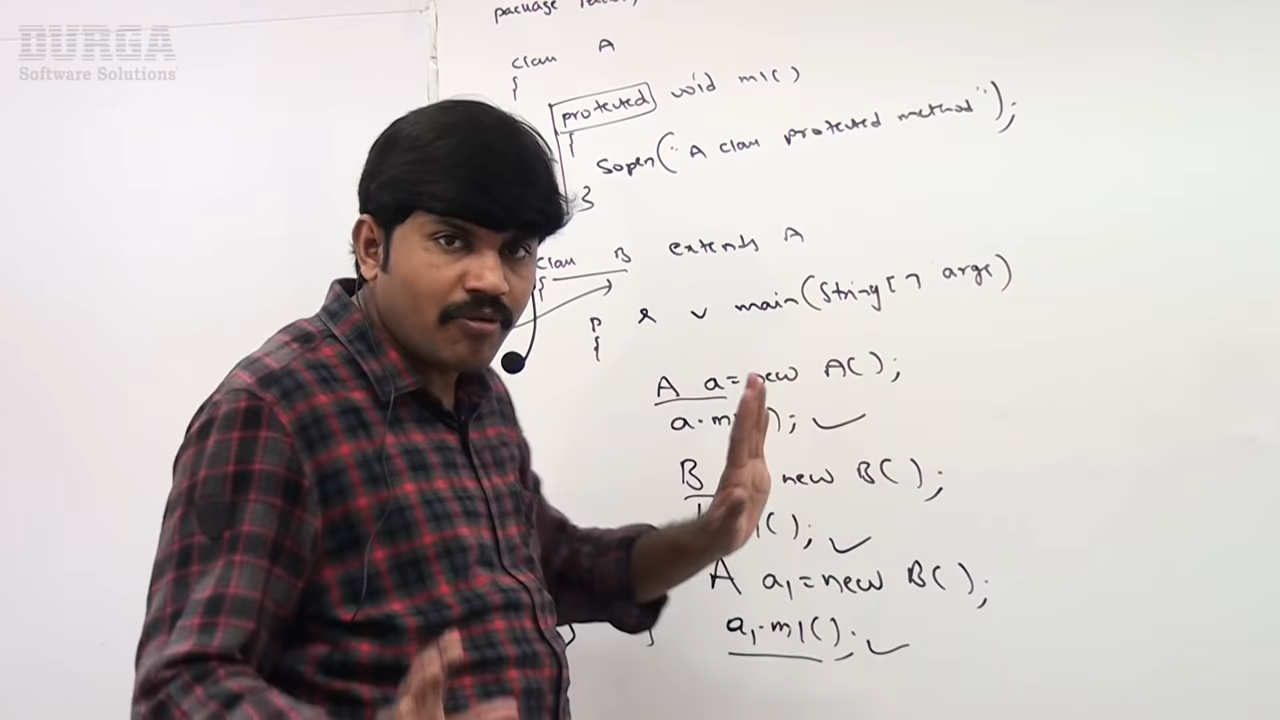 DURGA
Software Solutions
package
class A
{
protected void m1()
{
Sopln("A class protected method");
}
class B extends A
{
P s v main(String[] args)
{
A a=new A();
a.m1();
B new B();
();
A a1=new B();
a1.m1();
}
}